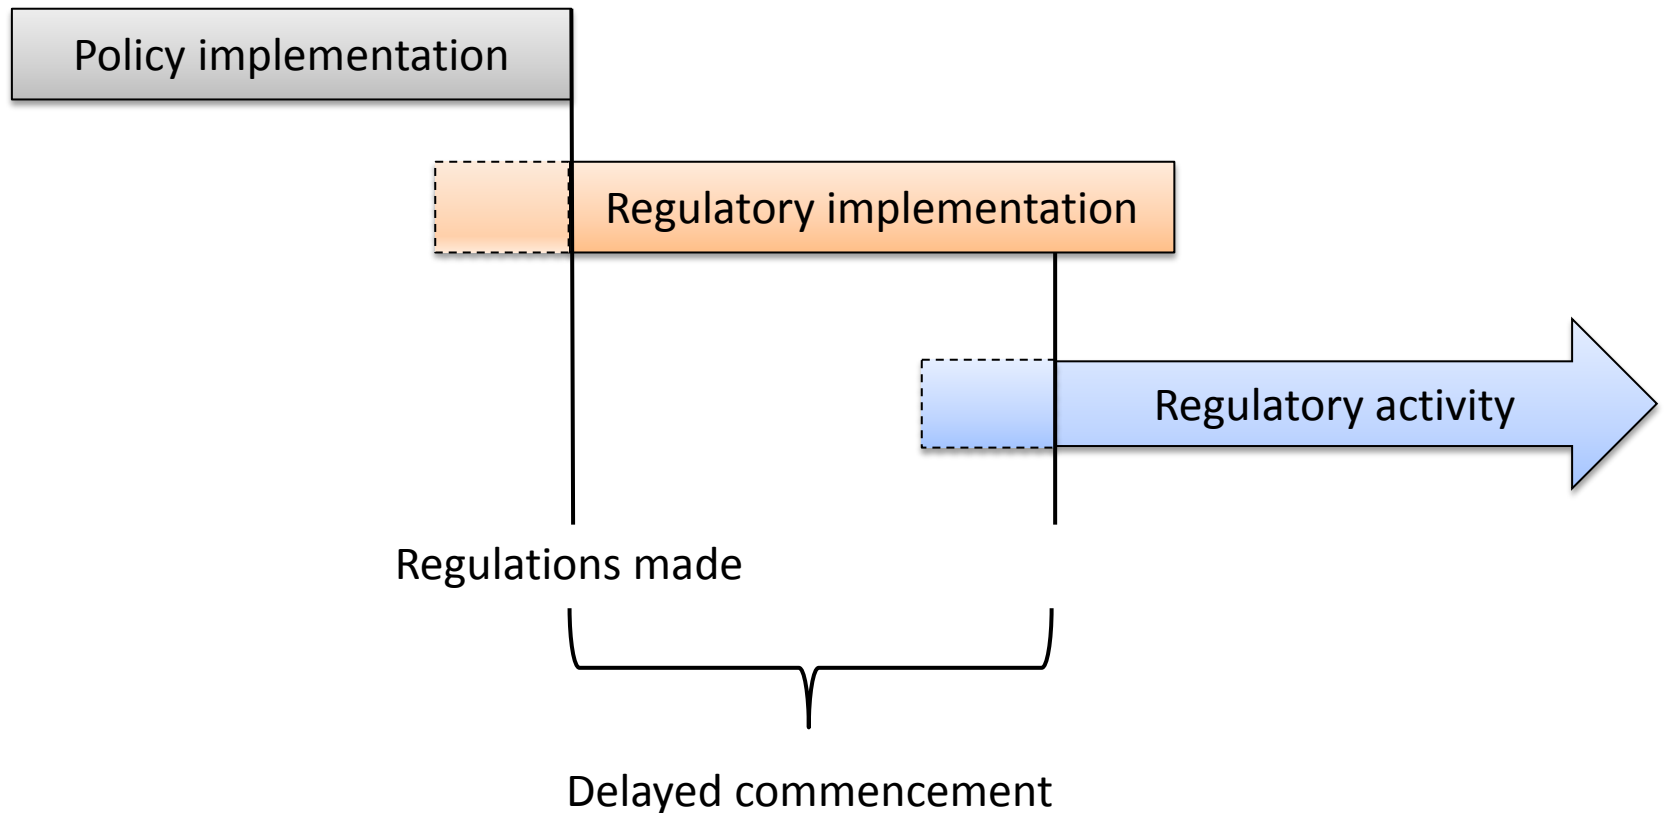 Policy implementation
Regulatory implementation
Regulatory activity
Regulations made
Delayed commencement